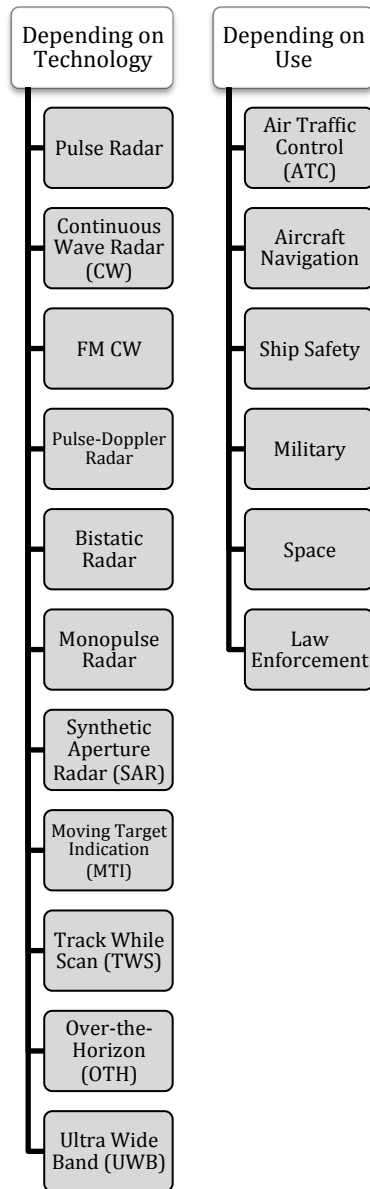 Depending on
Technology
Pulse Radar
Continuous
Wave Radar
(CW)
FM CW
Pulse-Doppler
Radar
Bistatic
Radar
Monopulse
Radar
Synthetic
Aperture
Radar (SAR)
Moving Target
Indication
(MTI)
Track While
Scan (TWS)
Over-the-
Horizon
(OTH)
Ultra Wide
Band (UWB)
Depending on
Use
Air Traffic
Control
(ATC)
Aircraft
Navigation
Ship Safety
Military
Space
Law
Enforcement